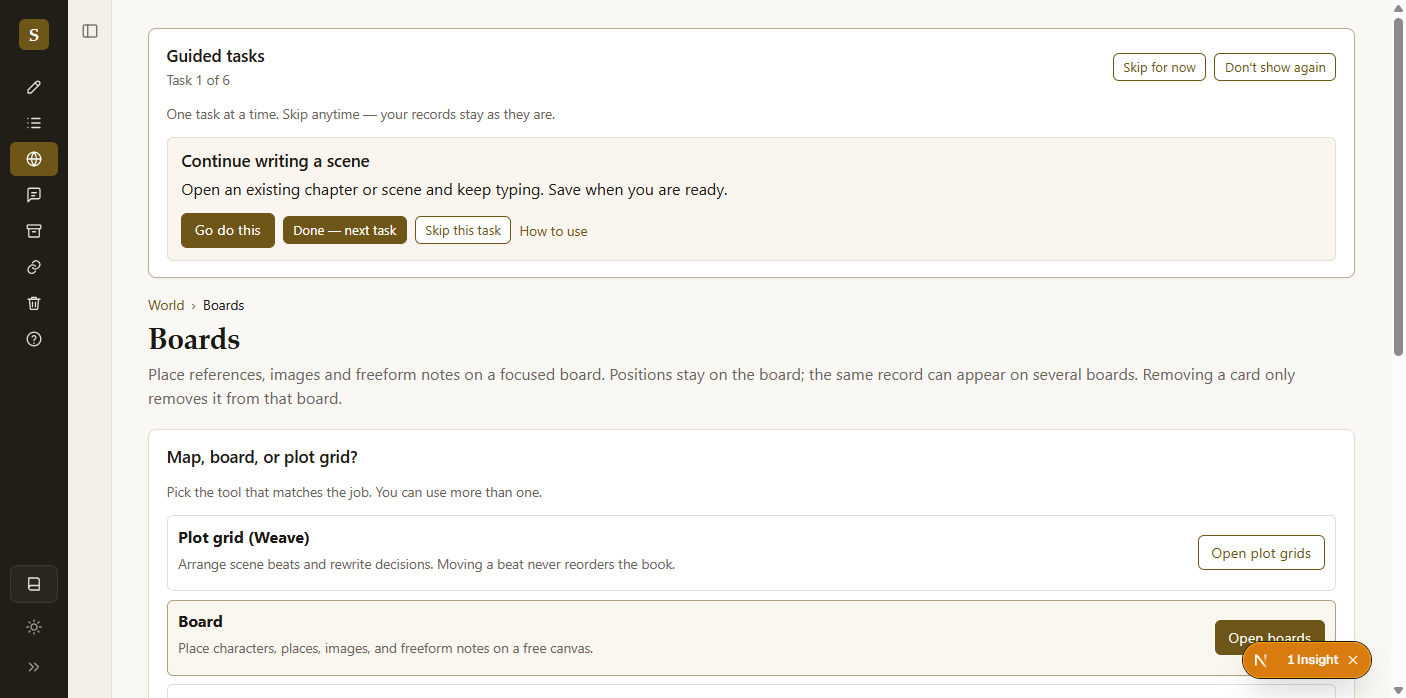 S
Guided tasks
Task 1 of 6
Skip for now
Don't show again
One task at a time. Skip anytime — your records stay as they are.
Continue writing a scene
Open an existing chapter or scene and keep typing. Save when you are ready.
Go do this
Done — next task
Skip this task
How to use
World › Boards
Boards
Place references, images and freeform notes on a focused board. Positions stay on the board; the same record can appear on several boards. Removing a card only
removes it from that board.
Map, board, or plot grid?
Pick the tool that matches the job. You can use more than one.
Plot grid (Weave)
Arrange scene beats and rewrite decisions. Moving a beat never reorders the book.
Open plot grids
Board
Place characters, places, images, and freeform notes on a free canvas.
Open boards
N 1 Insight